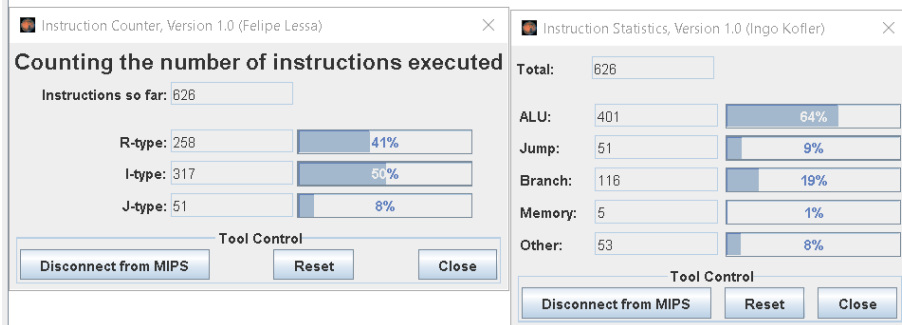 Instruction Counter, Version 1.0 (Felipe Lessa)
Counting the number of instructions executed
Instructions so far: 626
R-type: 258 41%
I-type: 317 50%
J-type: 51 8%
Tool Control
Disconnect from MIPS Reset Close
Instruction Statistics, Version 1.0 (Ingo Kofler)
Total: 626
ALU: 401 64%
Jump: 51 9%
Branch: 116 19%
Memory: 5 1%
Other: 53 8%
Tool Control
Disconnect from MIPS Reset Close